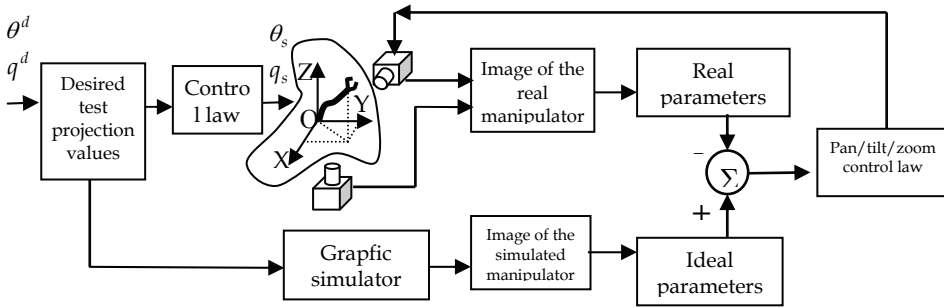 θ^d
q^d
Desired
test
projection
values
Contro
l law
θ_s
q_s
Z
O
Y
X
Image of the
real
manipulator
Real
parameters
Pan/tilt/zoom
control law
−
Σ
+
Grapfic
simulator
Image of the
simulated
manipulator
Ideal
parameters